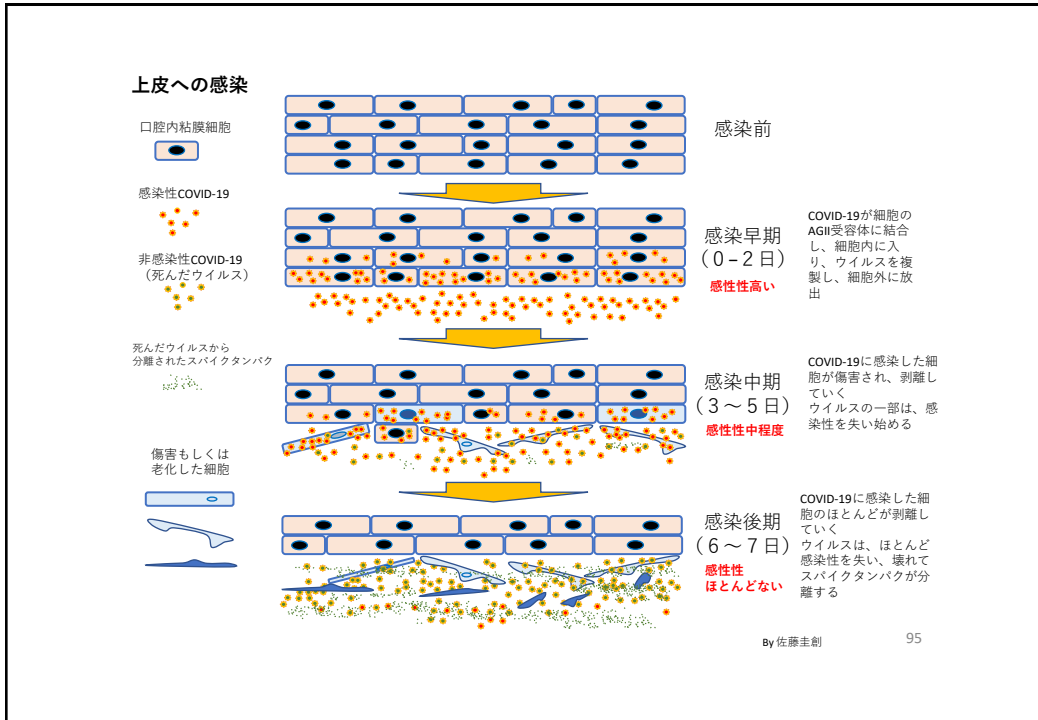 上皮への感染
口腔内粘膜細胞
感染性COVID-19
非感染性COVID-19
（死んだウイルス）
死んだウイルスから
分離されたスパイクタンパク
傷害もしくは
老化した細胞
感染前
感染早期
（0–2日）
感性性高い
COVID-19が細胞の
AGII受容体に結合
し、細胞内に入
り、ウイルスを複
製し、細胞外に放
出
感染中期
（3～5日）
感性性中程度
COVID-19に感染した細
胞が傷害され、剥離し
ていく
ウイルスの一部は、感
染性を失い始める
感染後期
（6～7日）
感性性
ほとんどない
COVID-19に感染した細
胞のほとんどが剥離し
ていく
ウイルスは、ほとんど
感染性を失い、壊れて
スパイクタンパクが分
離する
By 佐藤圭創
95